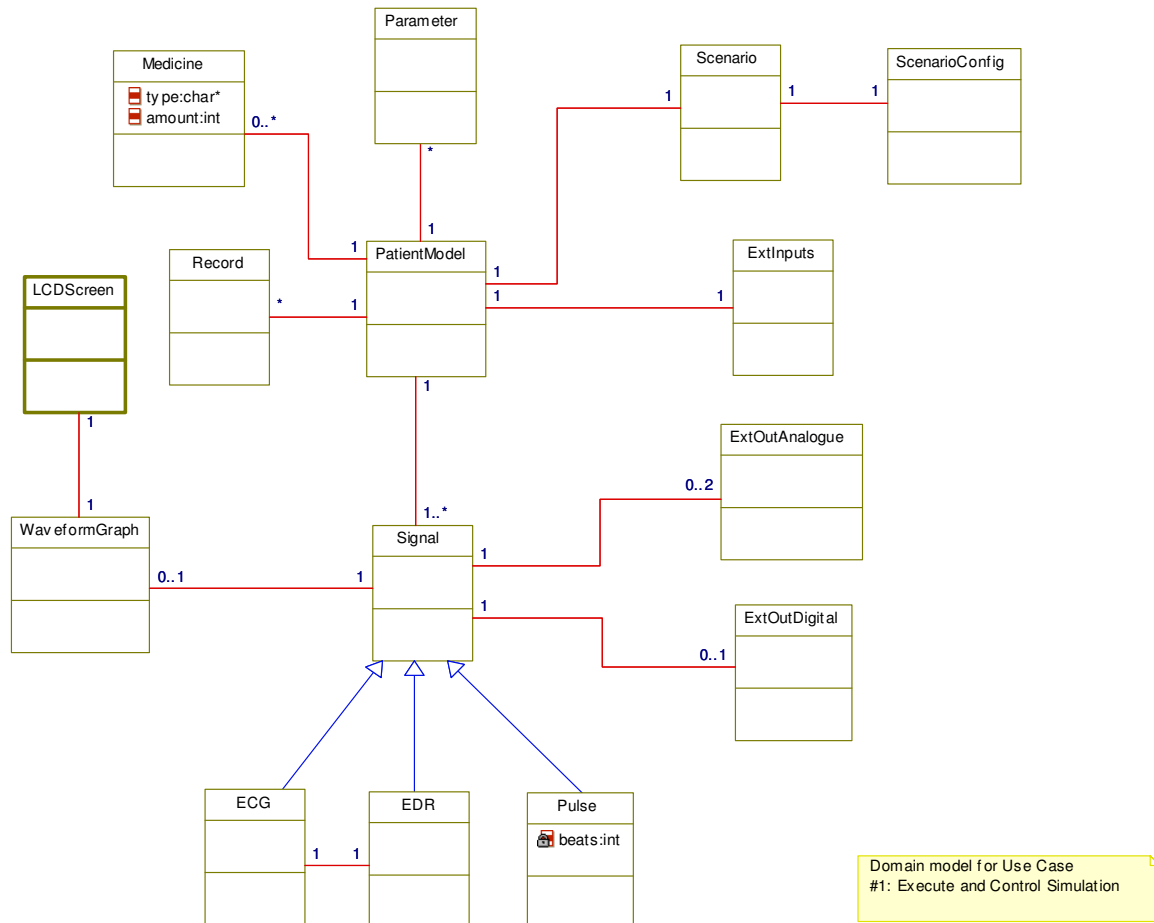 Parameter
Medicine
type:char*
amount:int
0..*
1
*
1
Scenario
1
1
ScenarioConfig
1
PatientModel
1
1
Record
*
1
ExtInputs
1
LCDScreen
1
1
WaveformGraph
0..1
1
1
1..*
Signal
1
1
ExtOutAnalogue
0..2
ExtOutDigital
0..1
ECG
1
1
EDR
Pulse
beats:int
Domain model for Use Case
#1: Execute and Control Simulation